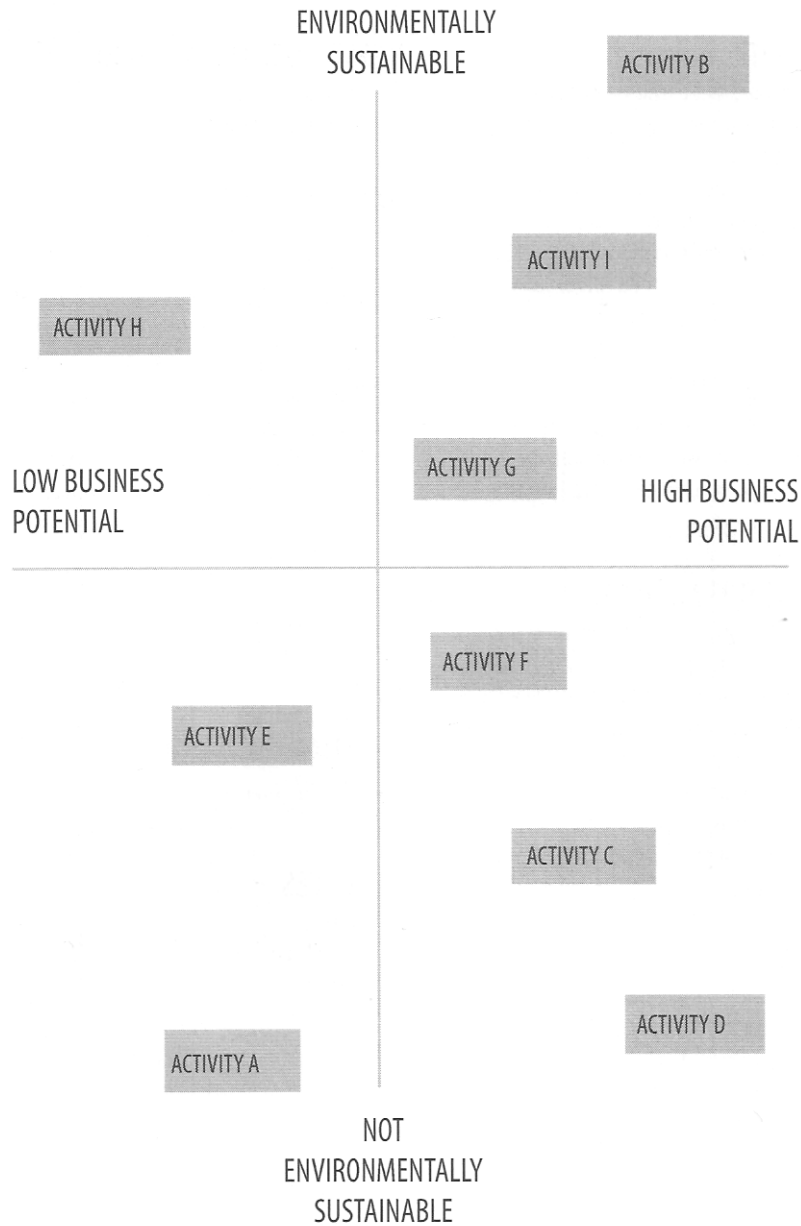 ENVIRONMENTALLY
SUSTAINABLE
ACTIVITY B
ACTIVITY I
ACTIVITY H
ACTIVITY G
LOW BUSINESS
POTENTIAL
HIGH BUSINESS
POTENTIAL
ACTIVITY F
ACTIVITY E
ACTIVITY C
ACTIVITY D
ACTIVITY A
NOT
ENVIRONMENTALLY
SUSTAINABLE